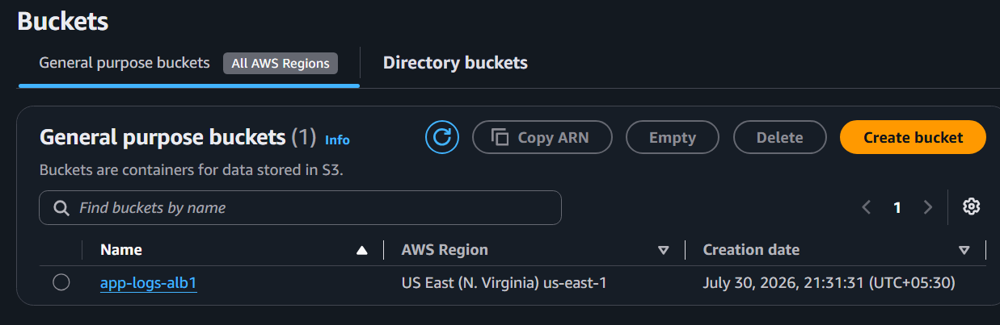 Buckets
General purpose buckets All AWS Regions Directory buckets
General purpose buckets (1) Info Copy ARN Empty Delete Create bucket
Buckets are containers for data stored in S3.
Find buckets by name 1
Name AWS Region Creation date
app-logs-alb1 US East (N. Virginia) us-east-1 July 30, 2026, 21:31:31 (UTC+05:30)